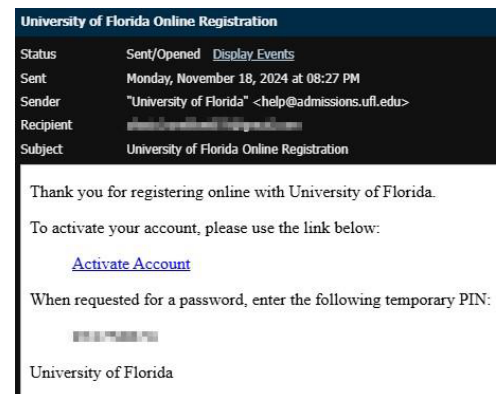 University of Florida Online Registration
Status Sent/Opened Display Events
Sent Monday, November 18, 2024 at 08:27 PM
Sender "University of Florida" <help@admissions.ufl.edu>
Recipient
Subject University of Florida Online Registration
Thank you for registering online with University of Florida.
To activate your account, please use the link below:
Activate Account
When requested for a password, enter the following temporary PIN:
University of Florida